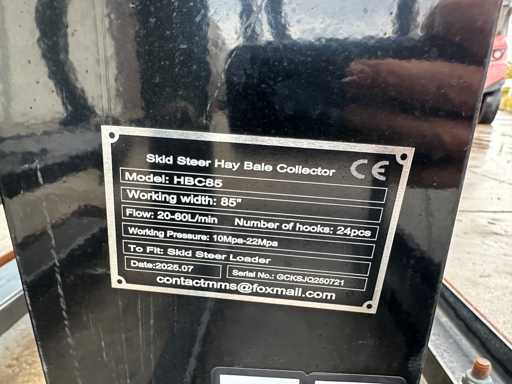 Skid Steer Hay Bale Collector CE
Model: HBC85
Working width: 85"
Flow: 20-60L/min Number of hooks: 24pcs
Working Pressure: 10Mpa-22Mpa
To Fit: Skid Steer Loader
Date:2025.07 Serial No.: GCKSJQ250721
contactmms@foxmail.com